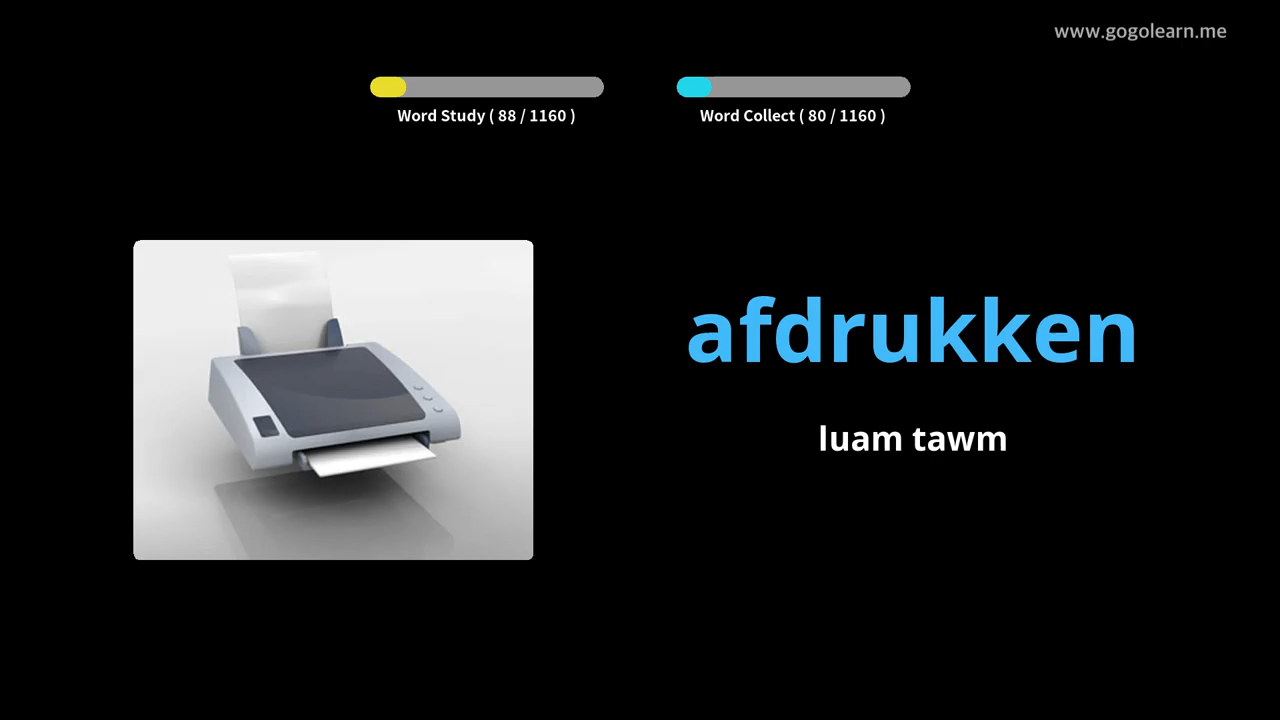 www.gogolearn.me
Word Study ( 88 / 1160 )
Word Collect ( 80 / 1160 )
afdrukken
luam tawm